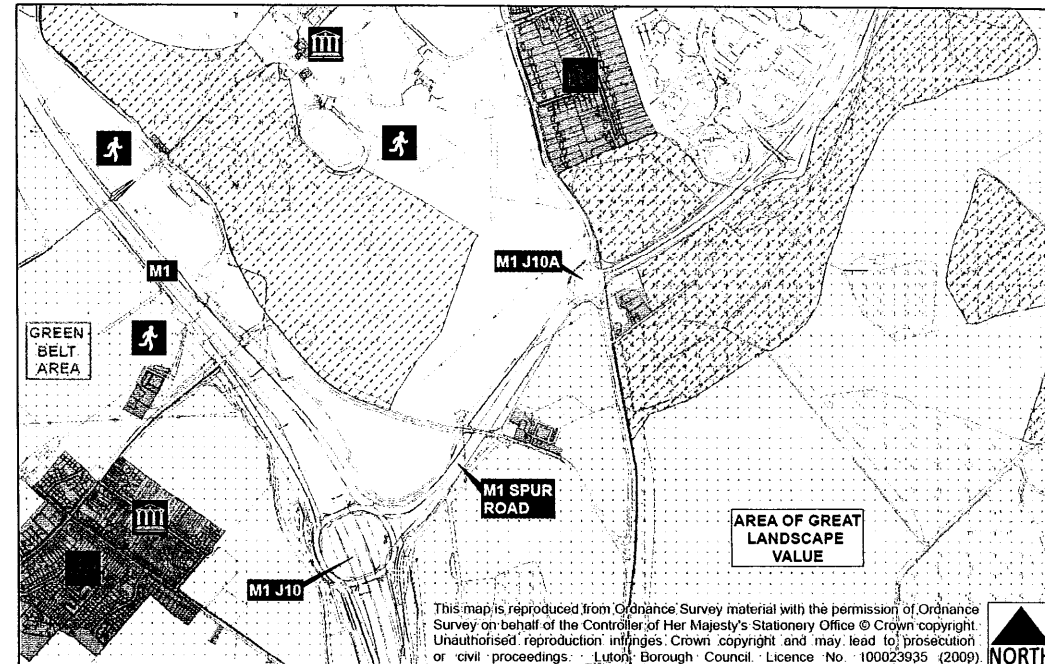 M1 J10A
M1
GREEN
BELT
AREA
M1 SPUR
ROAD
AREA OF GREAT
LANDSCAPE
VALUE
M1 J10
This map is reproduced from Ordnance Survey material with the permission of Ordnance
Survey on behalf of the Controller of Her Majesty's Stationery Office © Crown copyright.
Unauthorised reproduction infringes Crown copyright and may lead to prosecution
or civil proceedings. Luton Borough Council. Licence No. 100023935 (2009).
NORTH